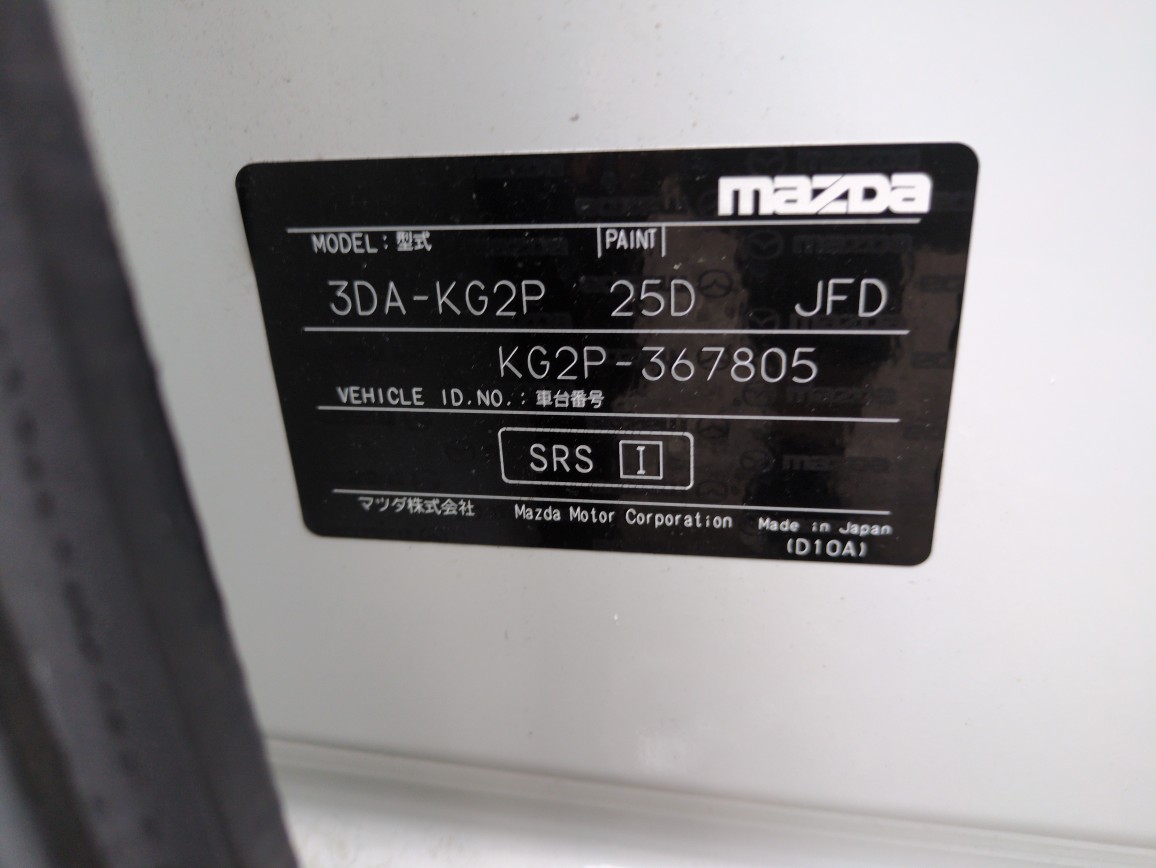 mazda
MODEL:型式 PAINT
3DA-KG2P 25D JFD
KG2P-367805
VEHICLE ID.NO.:車台番号
SRS I
マツダ株式会社 Mazda Motor Corporation Made in Japan
(D10A)